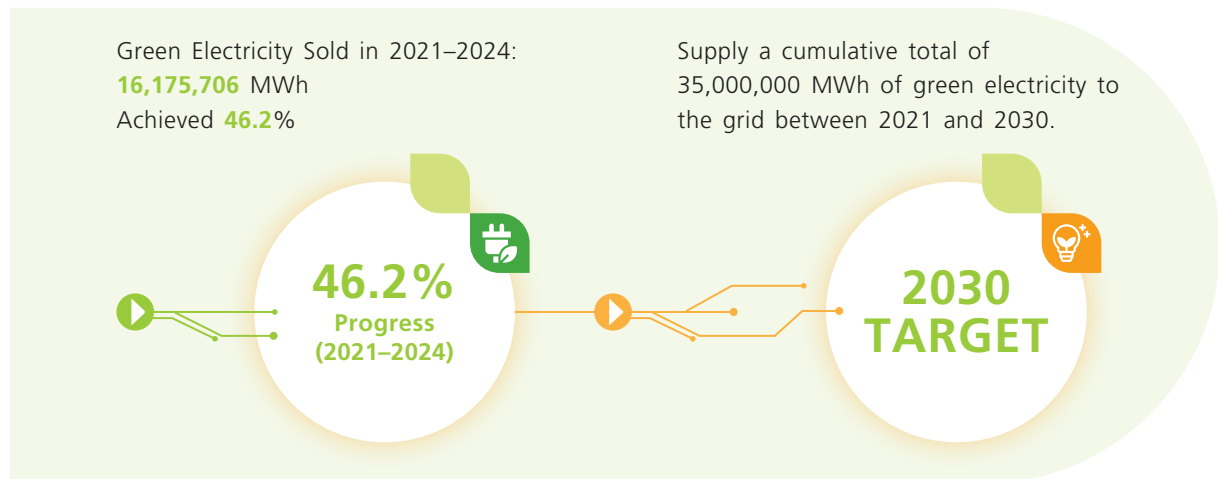 Green Electricity Sold in 2021–2024:
16,175,706 MWh
Achieved 46.2%
Supply a cumulative total of
35,000,000 MWh of green electricity to
the grid between 2021 and 2030.
46.2%
Progress
(2021–2024)
2030
TARGET